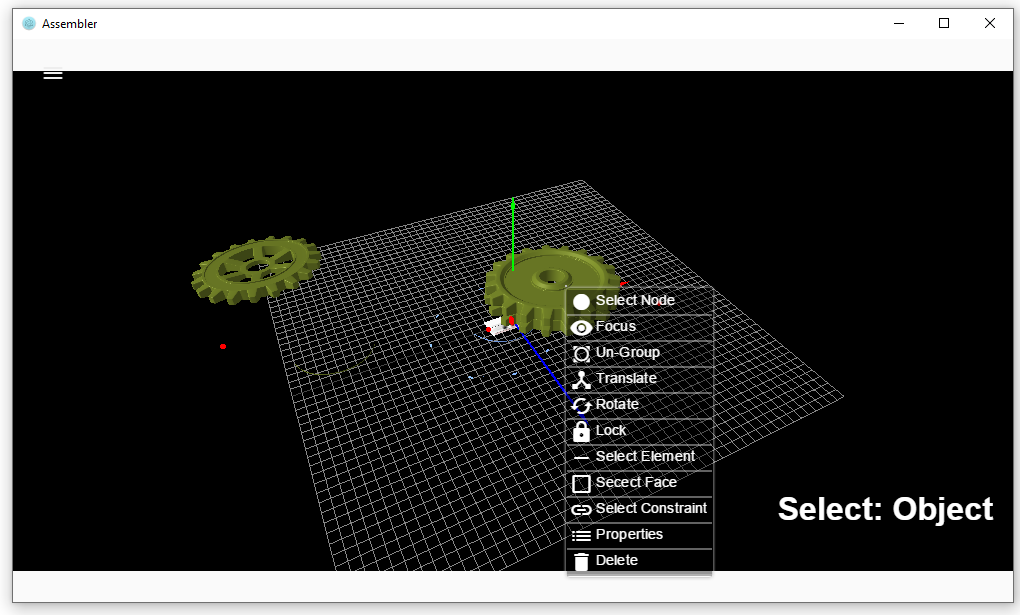 Assembler
Select Node
Focus
Un-Group
Translate
Rotate
Lock
Select Element
Secect Face
Select Constraint
Properties
Delete
Select: Object